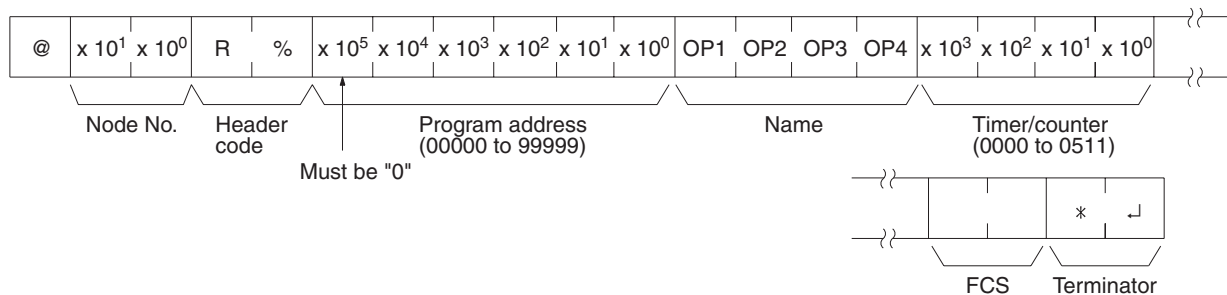 @ x 10¹ x 10⁰ R % x 10⁵ x 10⁴ x 10³ x 10² x 10¹ x 10⁰ OP1 OP2 OP3 OP4 x 10³ x 10² x 10¹ x 10⁰
Node No. Header code Program address (00000 to 99999) Name Timer/counter (0000 to 0511)
Must be "0"
* ↵
FCS Terminator